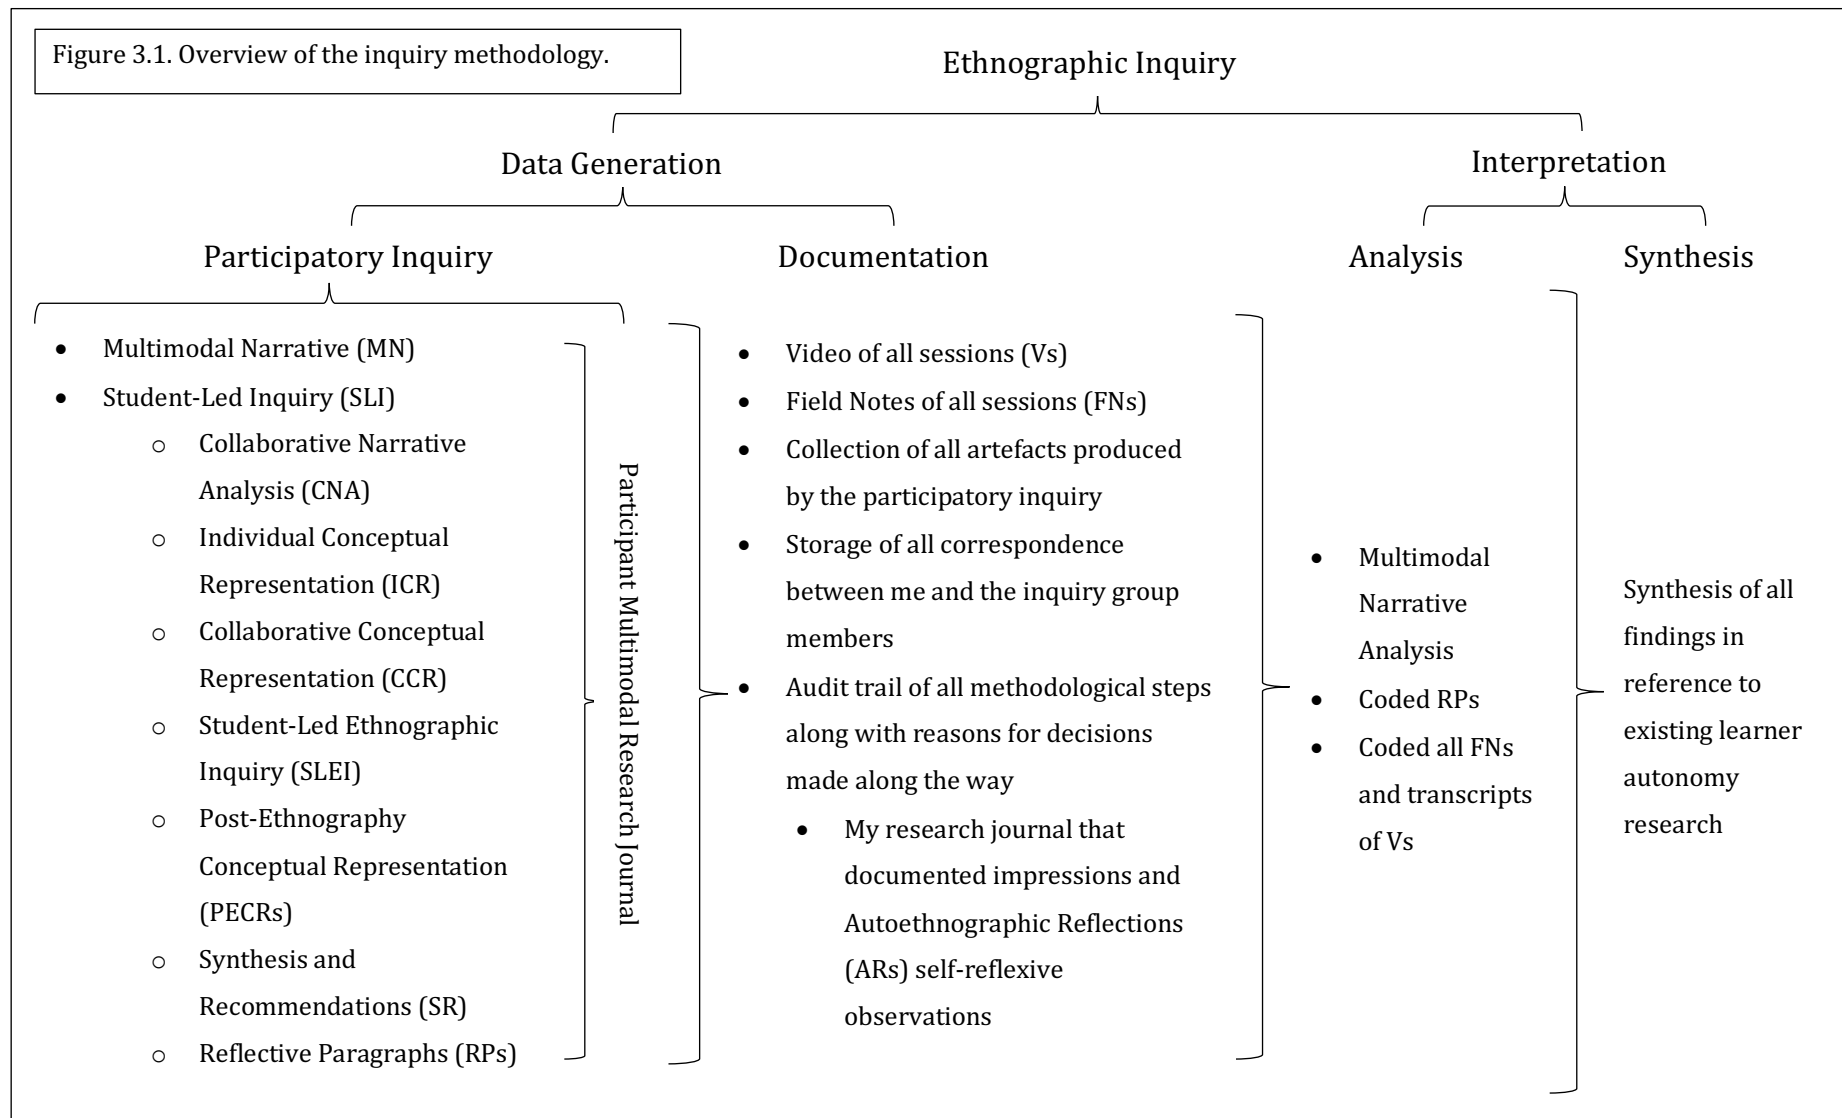 Figure 3.1. Overview of the inquiry methodology.
Ethnographic Inquiry
Data Generation
Interpretation
Participatory Inquiry
Documentation
Analysis
Synthesis
• Multimodal Narrative (MN)
• Student-Led Inquiry (SLI)
o Collaborative Narrative
Analysis (CNA)
o Individual Conceptual
Representation (ICR)
o Collaborative Conceptual
Representation (CCR)
o Student-Led Ethnographic
Inquiry (SLEI)
o Post-Ethnography
Conceptual Representation
(PECRs)
o Synthesis and
Recommendations (SR)
o Reflective Paragraphs (RPs)
Participant Multimodal Research Journal
• Video of all sessions (Vs)
• Field Notes of all sessions (FNs)
• Collection of all artefacts produced
by the participatory inquiry
• Storage of all correspondence
between me and the inquiry group
members
• Audit trail of all methodological steps
along with reasons for decisions
made along the way
• My research journal that
documented impressions and
Autoethnographic Reflections
(ARs) self-reflexive
observations
• Multimodal
Narrative
Analysis
• Coded RPs
• Coded all FNs
and transcripts
of Vs
Synthesis of all
findings in
reference to
existing learner
autonomy
research